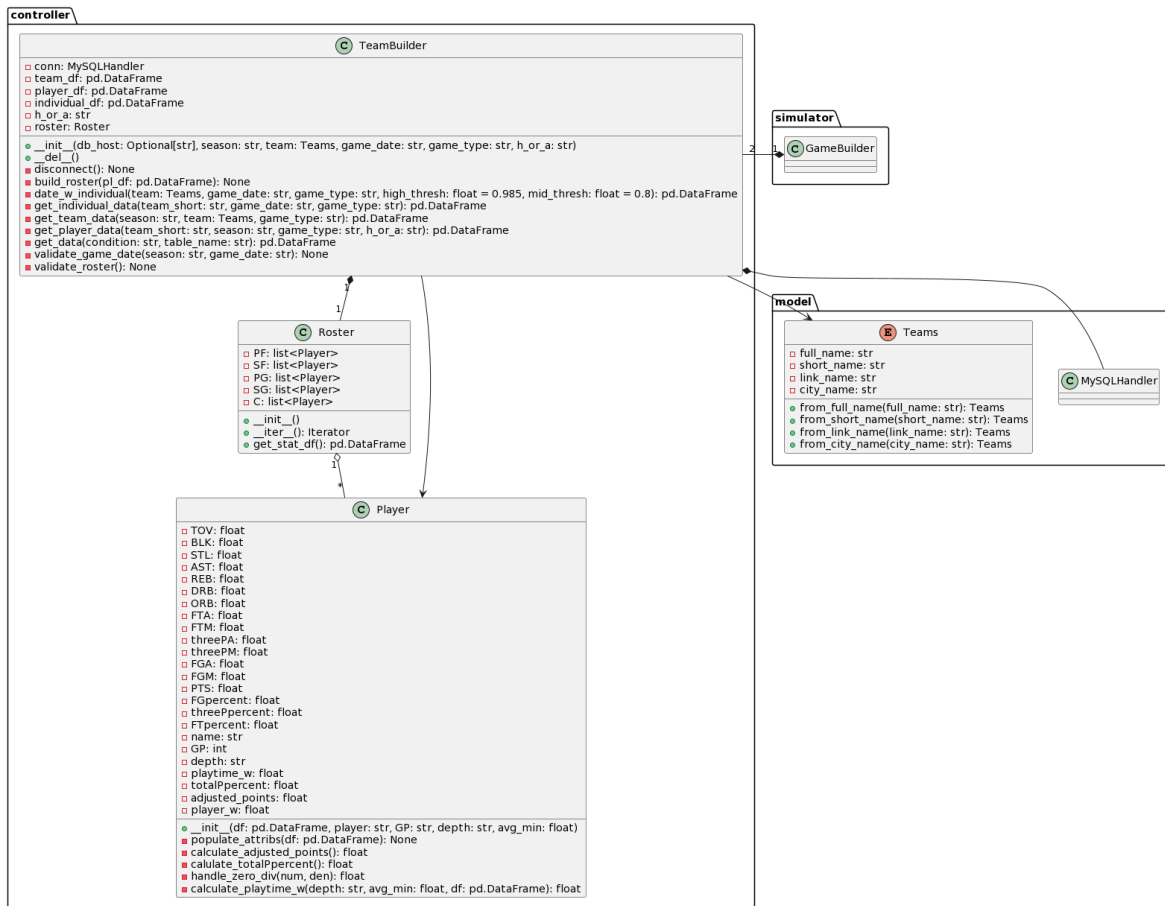 controller
C TeamBuilder
conn: MySQLHandler
team_df: pd.DataFrame
player_df: pd.DataFrame
individual_df: pd.DataFrame
h_or_a: str
roster: Roster
__init__(db_host: Optional[str], season: str, team: Teams, game_date: str, game_type: str, h_or_a: str)
__del__()
disconnect(): None
build_roster(pl_df: pd.DataFrame): None
date_w_individual(team: Teams, game_date: str, game_type: str, high_thresh: float = 0.985, mid_thresh: float = 0.8): pd.DataFrame
get_individual_data(team_short: str, game_date: str, game_type: str): pd.DataFrame
get_team_data(season: str, team: Teams, game_type: str): pd.DataFrame
get_player_data(team_short: str, season: str, game_type: str, h_or_a: str): pd.DataFrame
get_data(condition: str, table_name: str): pd.DataFrame
validate_game_date(season: str, game_date: str): None
validate_roster(): None
simulator
2 1
C GameBuilder
1
1
model
C Roster
PF: list<Player>
SF: list<Player>
PG: list<Player>
SG: list<Player>
C: list<Player>
__init__()
__iter__(): Iterator
get_stat_df(): pd.DataFrame
E Teams
full_name: str
short_name: str
link_name: str
city_name: str
from_full_name(full_name: str): Teams
from_short_name(short_name: str): Teams
from_link_name(link_name: str): Teams
from_city_name(city_name: str): Teams
C MySQLHandler
1
*
C Player
TOV: float
BLK: float
STL: float
AST: float
REB: float
DRB: float
ORB: float
FTA: float
FTM: float
threePA: float
threePM: float
FGA: float
FGM: float
PTS: float
FGpercent: float
threePpercent: float
FTpercent: float
name: str
GP: int
depth: str
playtime_w: float
totalPpercent: float
adjusted_points: float
player_w: float
__init__(df: pd.DataFrame, player: str, GP: str, depth: str, avg_min: float)
populate_attribs(df: pd.DataFrame): None
calculate_adjusted_points(): float
calulate_totalPpercent(): float
handle_zero_div(num, den): float
calculate_playtime_w(depth: str, avg_min: float, df: pd.DataFrame): float